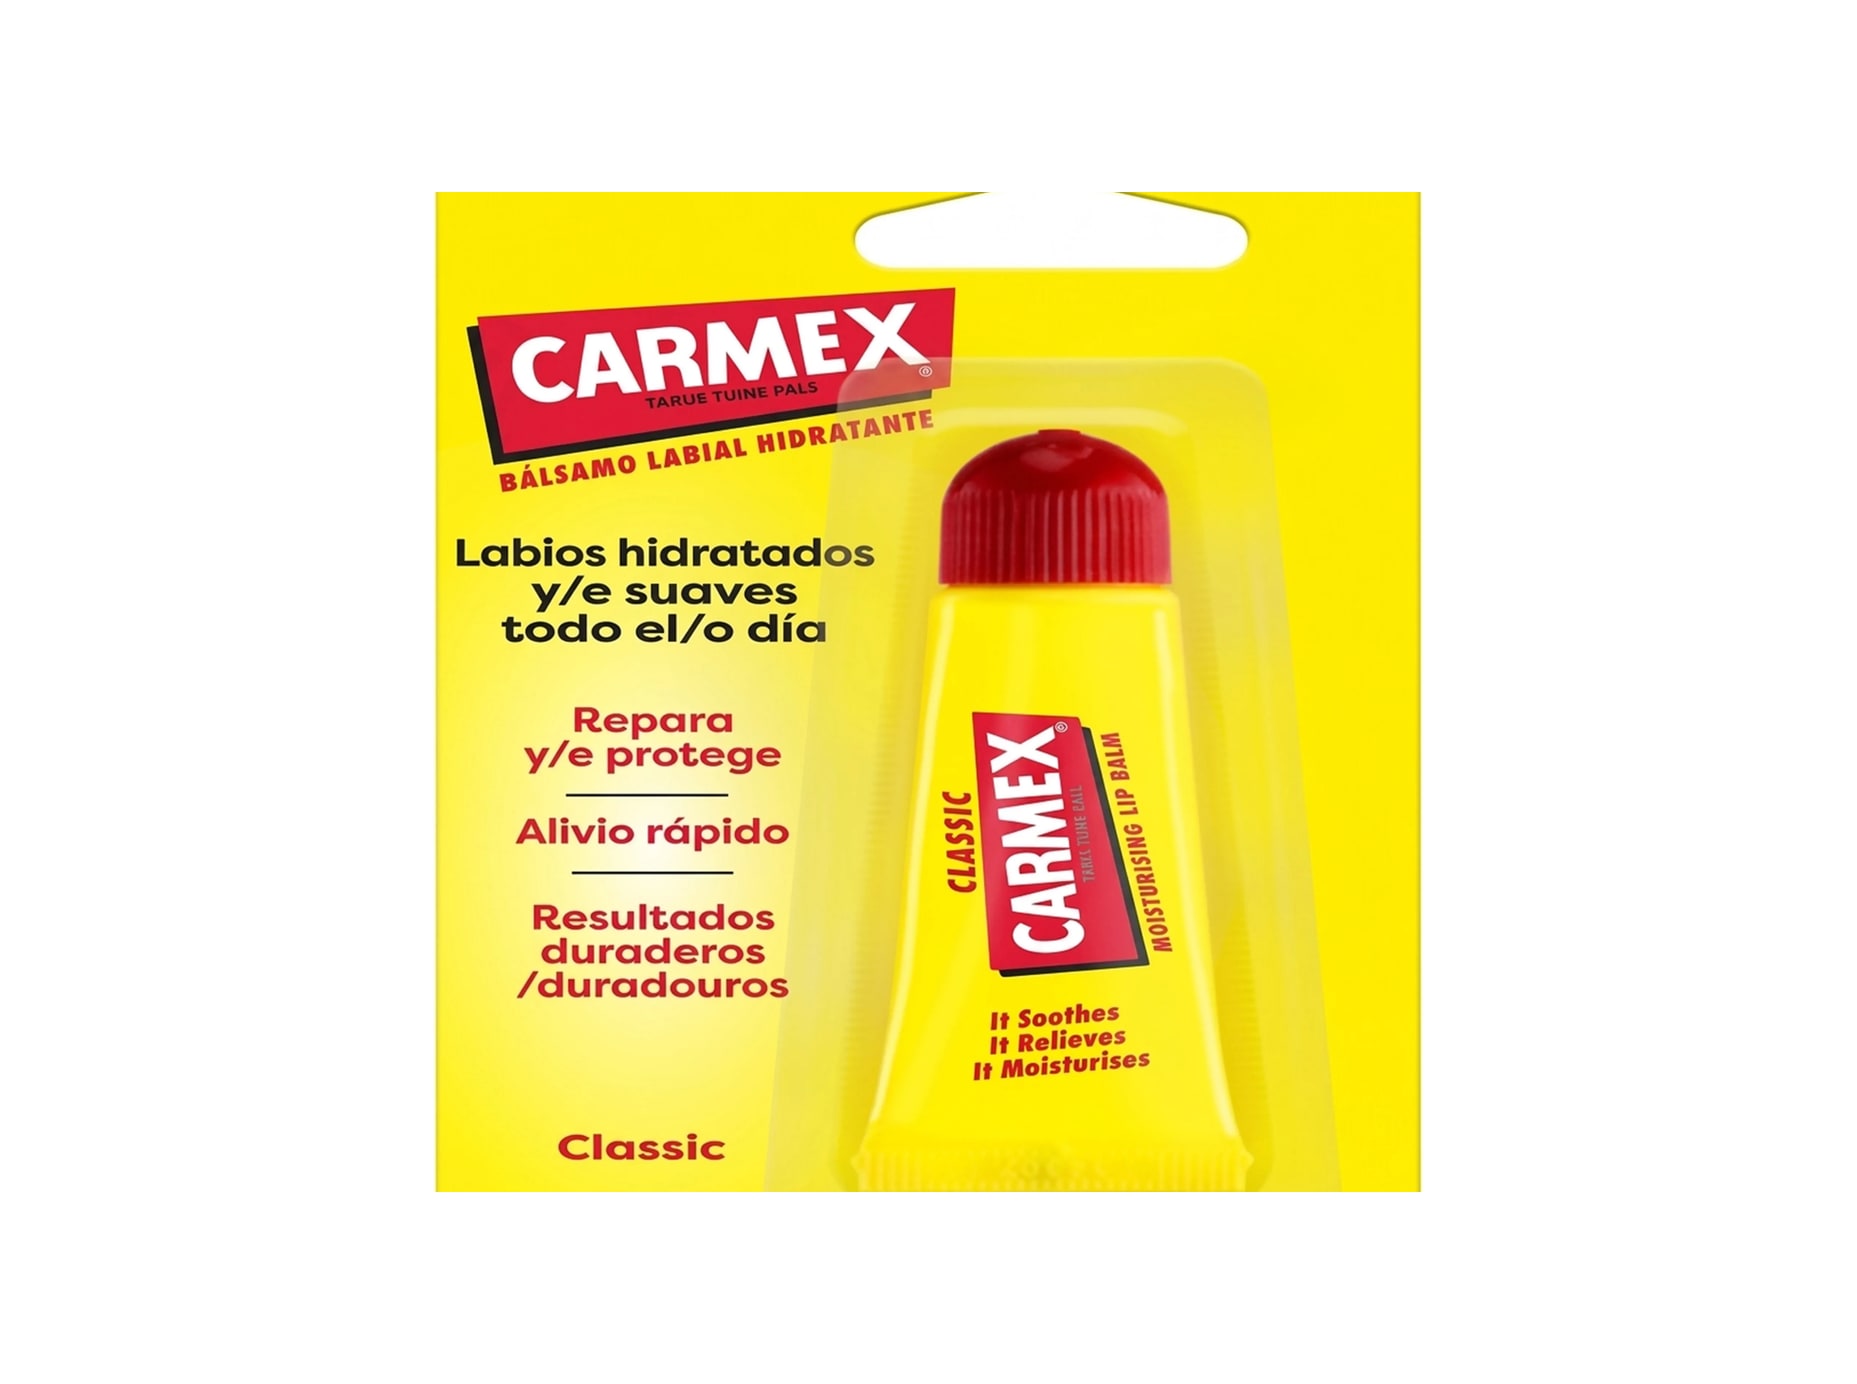 CARMEX
®
TARUE TUINE PALS
BÁLSAMO LABIAL HIDRATANTE
Labios hidratados
y/e suaves
todo el/o día
Repara
y/e protege
Alivio rápido
Resultados
duraderos
/duradouros
Classic
CLASSIC
CARMEX
MOISTURISING LIP BALM
It Soothes
It Relieves
It Moisturises